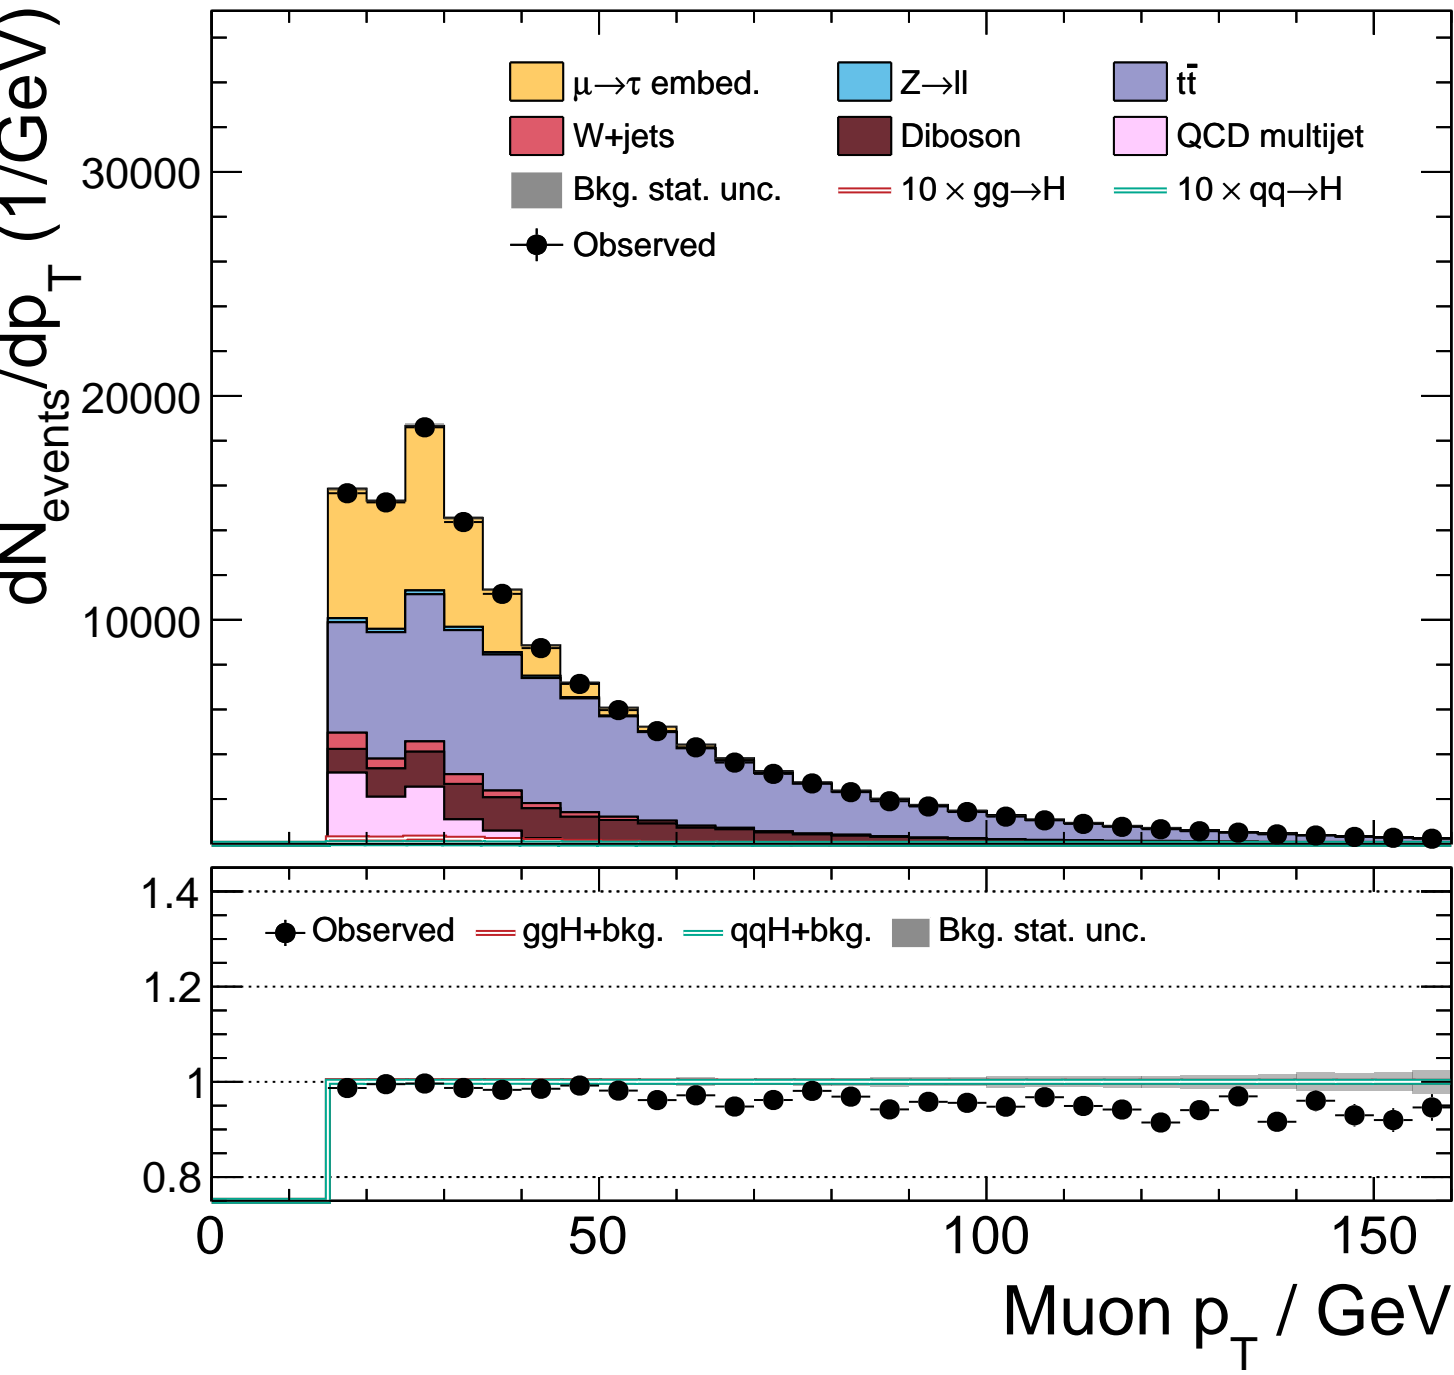 dN_events/dp_T (1/GeV)
μ→τ embed. Z→ll tt̄
W+jets Diboson QCD multijet
Bkg. stat. unc. 10 × gg→H 10 × qq→H
Observed
30000
20000
10000
1.4
Observed ggH+bkg. qqH+bkg. Bkg. stat. unc.
1.2
1
0.8
0 50 100 150
Muon p_T / GeV